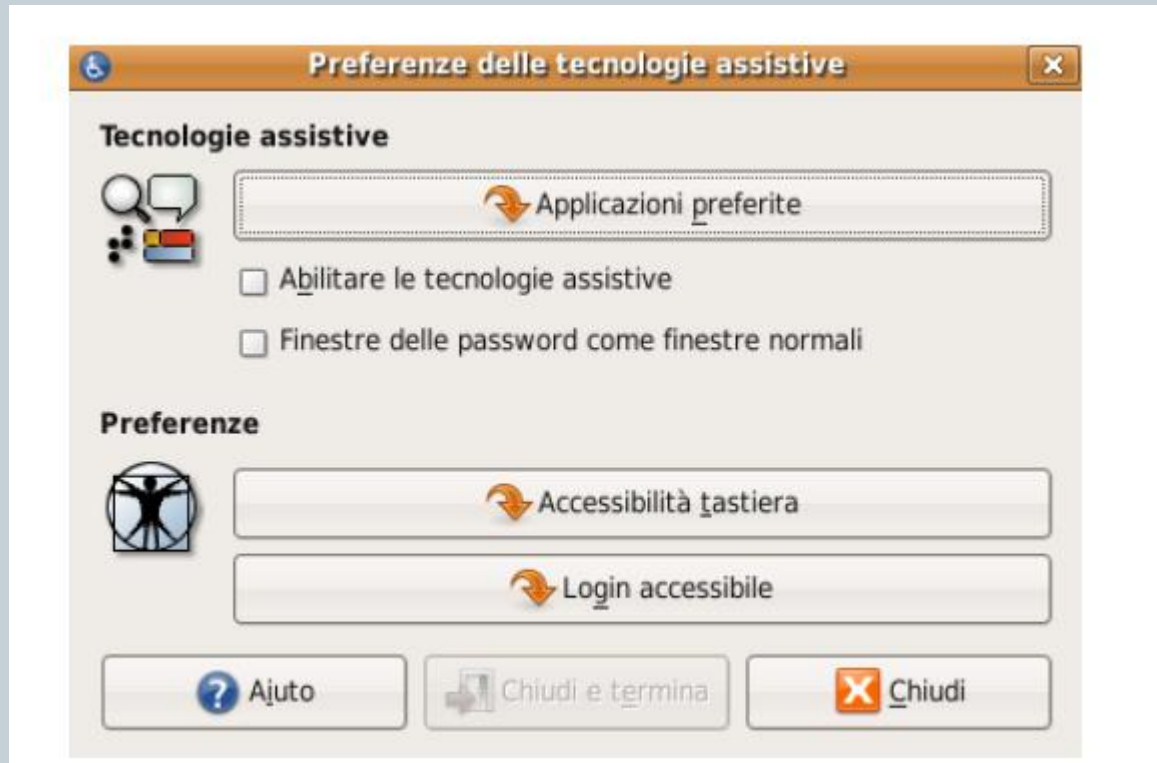 Preferenze delle tecnologie assistive
Tecnologie assistive
Applicazioni preferite
Abilitare le tecnologie assistive
Finestre delle password come finestre normali
Preferenze
Accessibilità tastiera
Login accessibile
Aiuto
Chiudi e termina
Chiudi